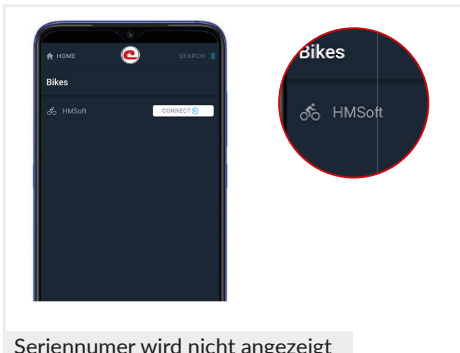 HOME
SEARCH
Bikes
HMSoft
CONNECT
Bikes
HMSoft
Seriennumer wird nicht angezeigt